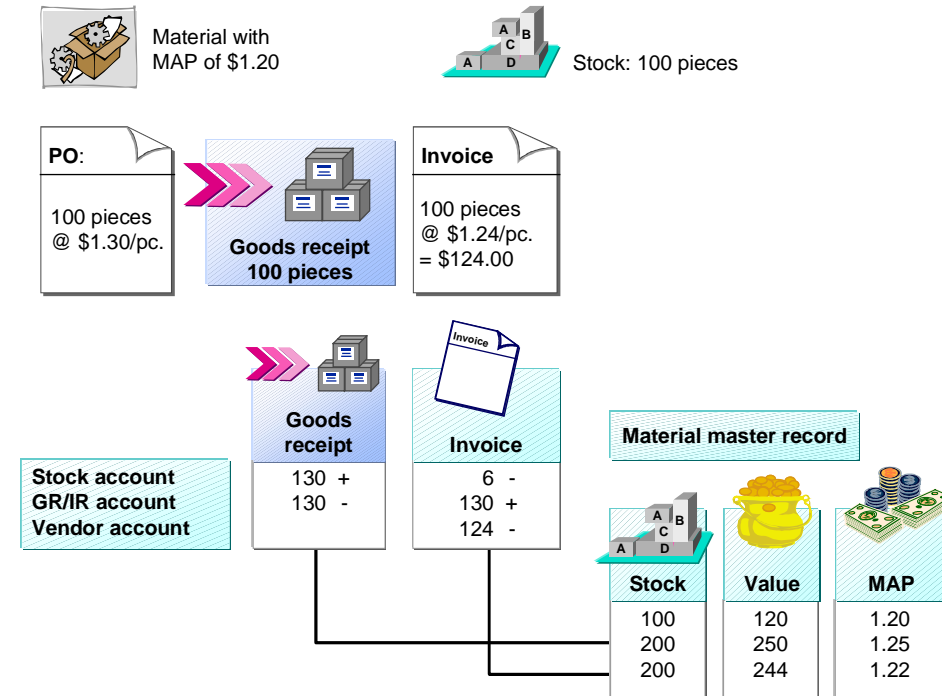 Material with
MAP of $1.20
A
B
C
A
D
Stock: 100 pieces
PO:
100 pieces
@ $1.30/pc.
Goods receipt
100 pieces
Invoice
100 pieces
@ $1.24/pc.
= $124.00
Invoice
Goods
receipt
Invoice
Material master record
Stock account
GR/IR account
Vendor account
130 +
130 -
6 -
130 +
124 -
A
B
C
A
D
Stock
Value
MAP
100 120 1.20
200 250 1.25
200 244 1.22